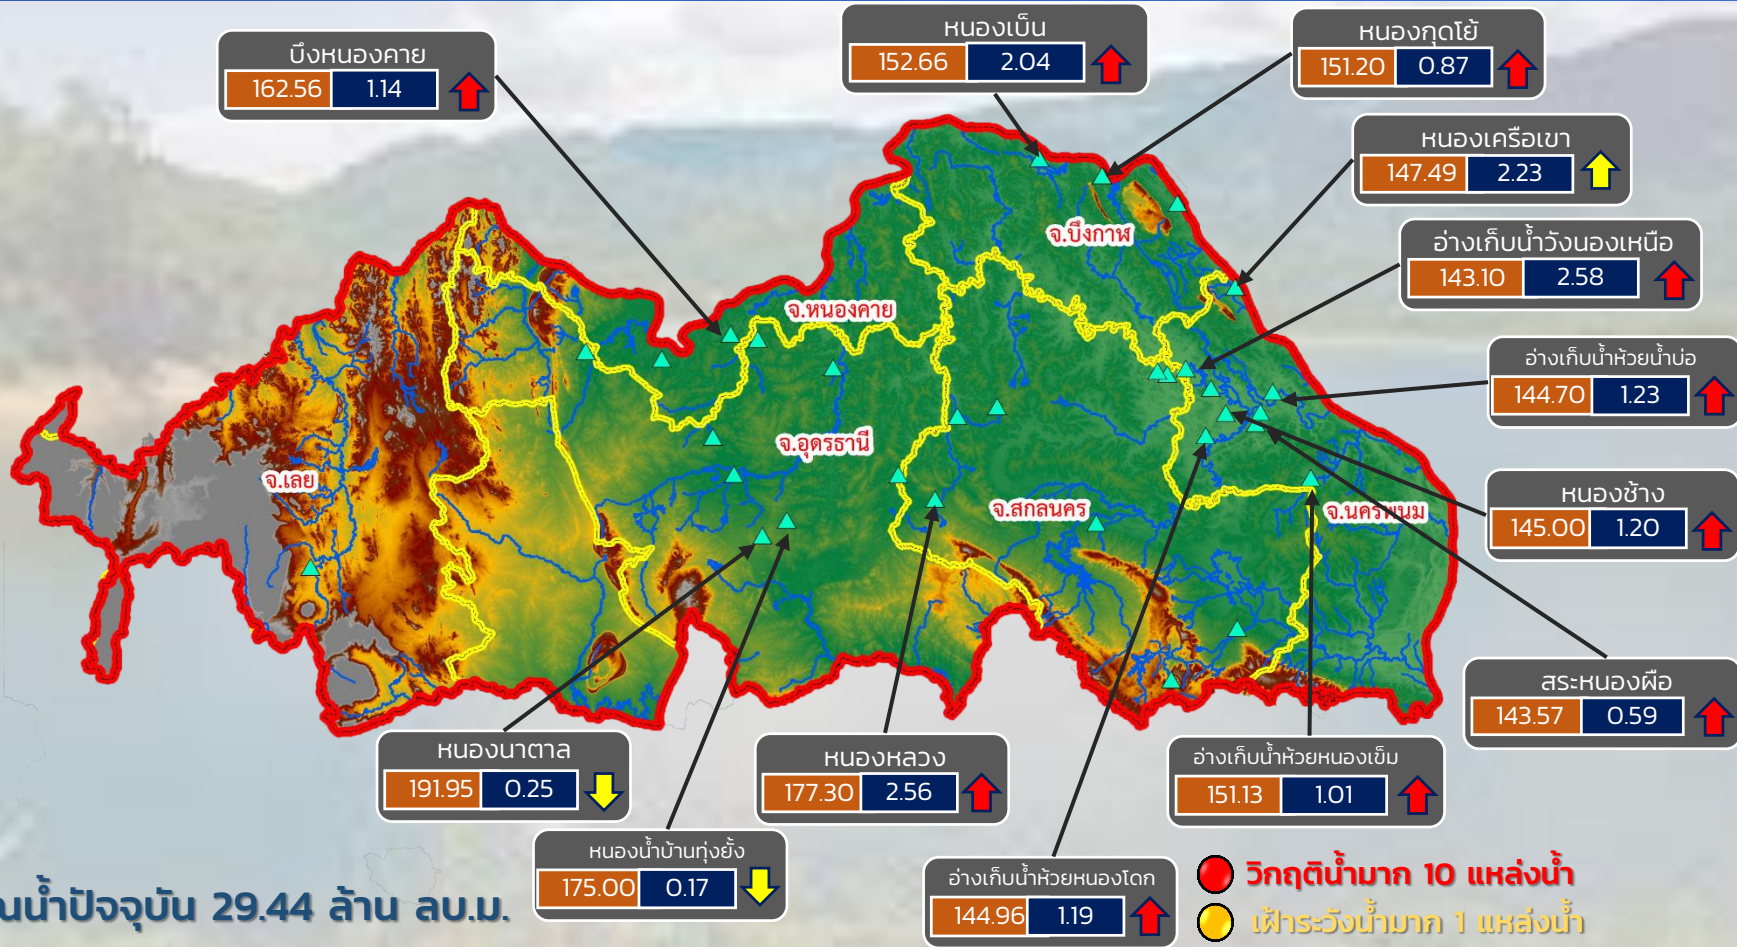 หนองเบ็น
152.66 2.04
หนองกุดโย้
151.20 0.87
บึงหนองคาย
162.56 1.14
หนองเครือเขา
147.49 2.23
จ.บึงกาฬ
อ่างเก็บน้ำวังนองเหนือ
143.10 2.58
จ.หนองคาย
อ่างเก็บน้ำห้วยน้ำบ่อ
144.70 1.23
จ.อุดรธานี
จ.เลย
จ.สกลนคร
จ.นครพนม
หนองช้าง
145.00 1.20
สระหนองผือ
143.57 0.59
หนองนาตาล
191.95 0.25
หนองหลวง
177.30 2.56
อ่างเก็บน้ำห้วยหนองเข็ม
151.13 1.01
หนองน้ำบ้านทุ่งยั้ง
175.00 0.17
อ่างเก็บน้ำห้วยหนองโดก
144.96 1.19
วิกฤติน้ำมาก 10 แหล่งน้ำ
ณน้ำปัจจุบัน 29.44 ล้าน ลบ.ม.
เฝ้าระวังน้ำมาก 1 แหล่งน้ำ